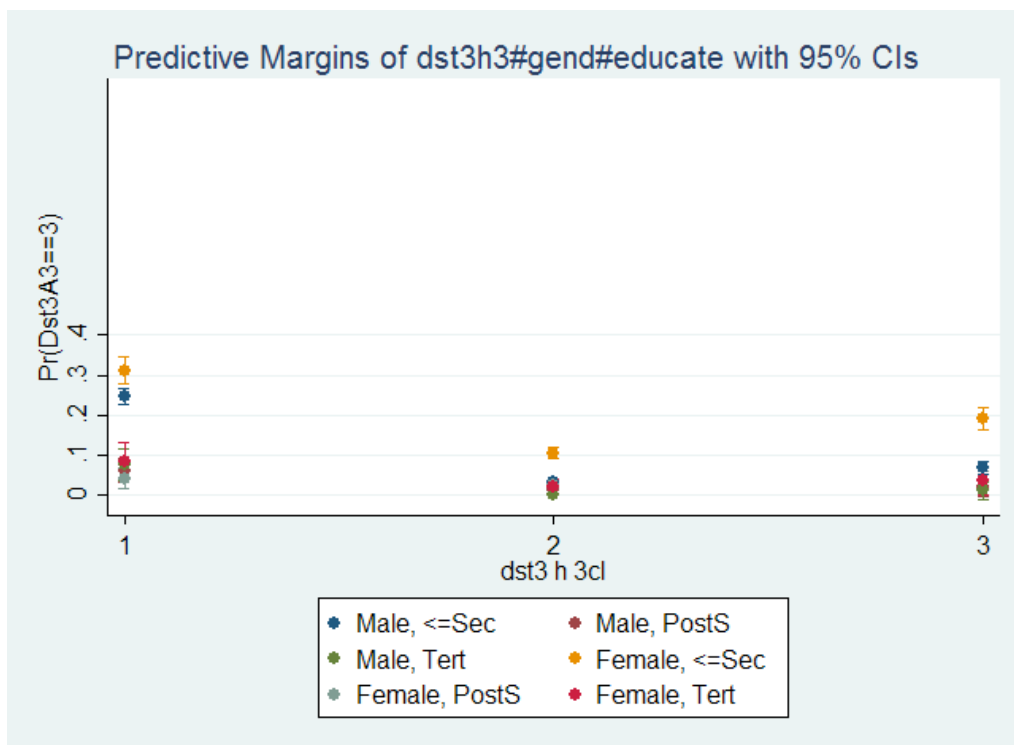 Predictive Margins of dst3h3#gend#educate with 95% CIs
Pr(Dst3A3==3)
.4
.3
.2
.1
0
1 2 3
dst3 h 3cl
Male, <=Sec Male, PostS
Male, Tert Female, <=Sec
Female, PostS Female, Tert